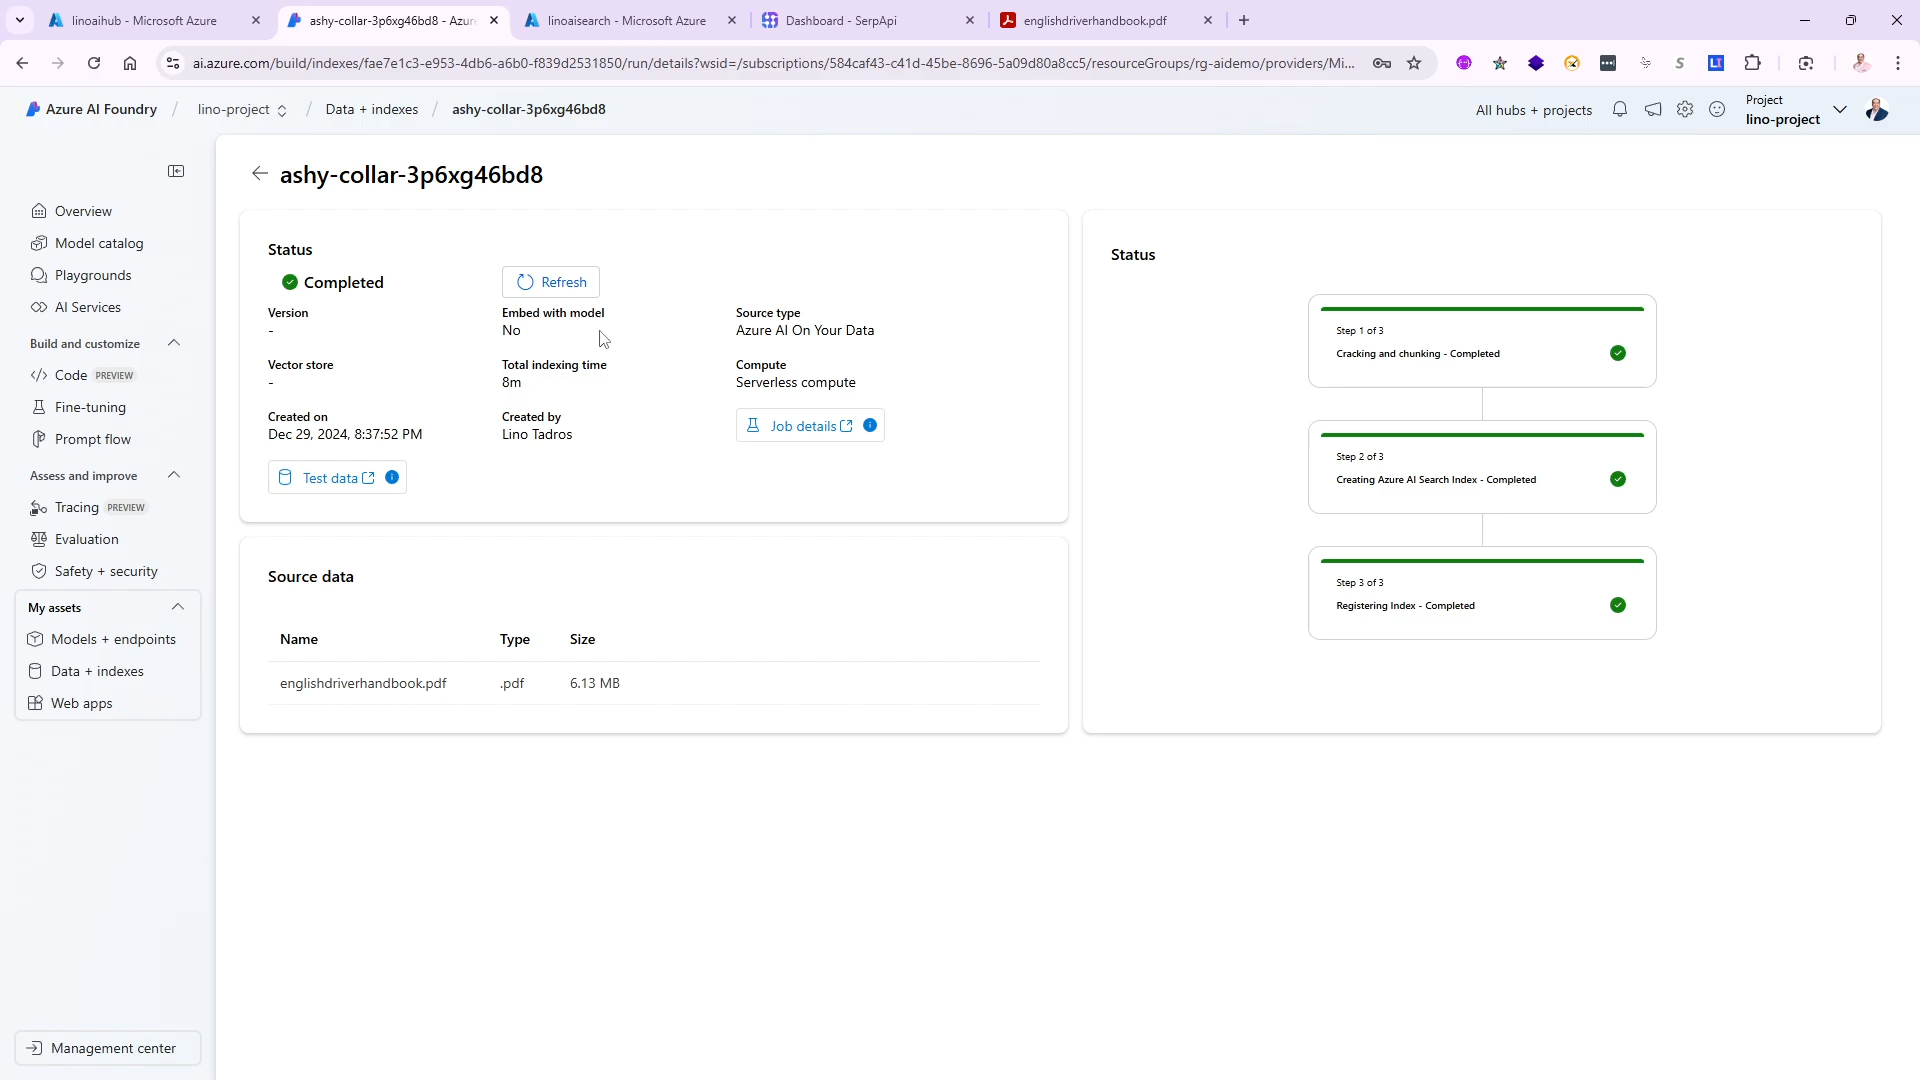 linoaihub - Microsoft Azure
ashy-collar-3p6xg46bd8 - Azure
linoaisearch - Microsoft Azure
Dashboard - SerpApi
englishdriverhandbook.pdf
ai.azure.com/build/indexes/fae7e1c3-e953-4db6-a6b0-f839d2531850/run/details?wsid=/subscriptions/584caf43-c41d-45be-8696-5a09d80a8cc5/resourceGroups/rg-aidemo/providers/Mi...
Azure AI Foundry / lino-project / Data + indexes / ashy-collar-3p6xg46bd8
All hubs + projects
Project
lino-project
Overview
Model catalog
Playgrounds
AI Services
Build and customize
Code PREVIEW
Fine-tuning
Prompt flow
Assess and improve
Tracing PREVIEW
Evaluation
Safety + security
My assets
Models + endpoints
Data + indexes
Web apps
Management center
ashy-collar-3p6xg46bd8
Status
Completed
Refresh
Version
-
Embed with model
No
Source type
Azure AI On Your Data
Vector store
-
Total indexing time
8m
Compute
Serverless compute
Created on
Dec 29, 2024, 8:37:52 PM
Created by
Lino Tadros
Job details
Test data
Source data
Name Type Size
englishdriverhandbook.pdf .pdf 6.13 MB
Status
Step 1 of 3
Cracking and chunking - Completed
Step 2 of 3
Creating Azure AI Search Index - Completed
Step 3 of 3
Registering Index - Completed